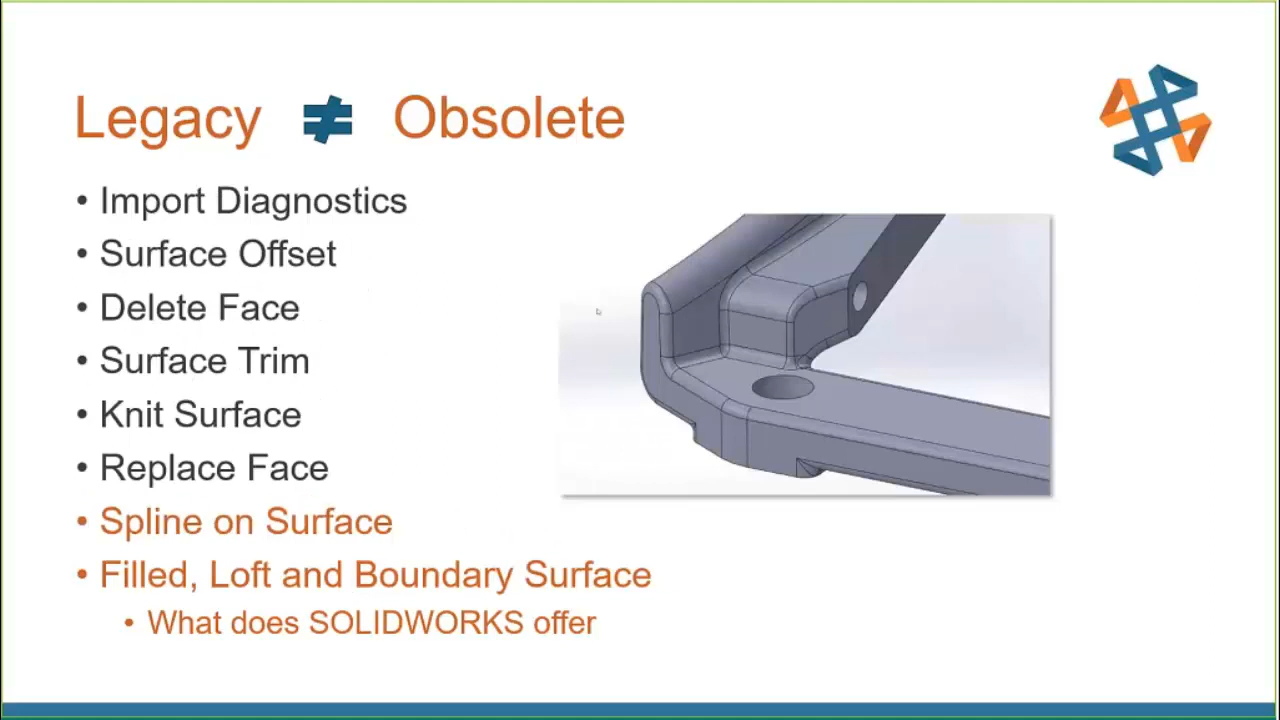 Legacy ≠ Obsolete
• Import Diagnostics
• Surface Offset
• Delete Face
• Surface Trim
• Knit Surface
• Replace Face
• Spline on Surface
• Filled, Loft and Boundary Surface
• What does SOLIDWORKS offer